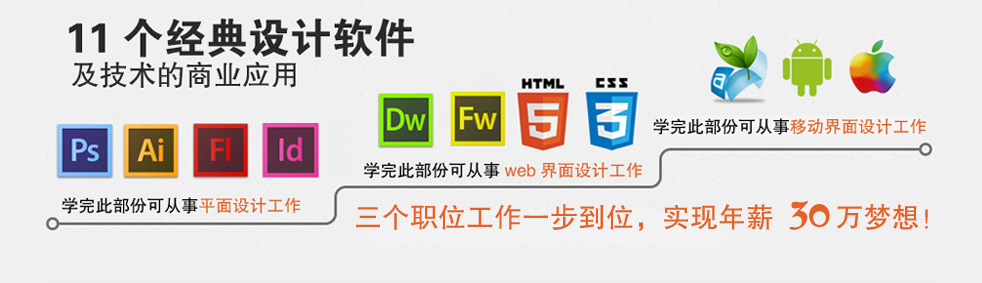 11 个经典设计软件
及技术的商业应用
Ps Ai Fl Id
学完此部份可从事平面设计工作
Dw Fw HTML 5 CSS 3
学完此部份可从事 web 界面设计工作
a
学完此部份可从事移动界面设计工作
三个职位工作一步到位，实现年薪 30 万梦想！